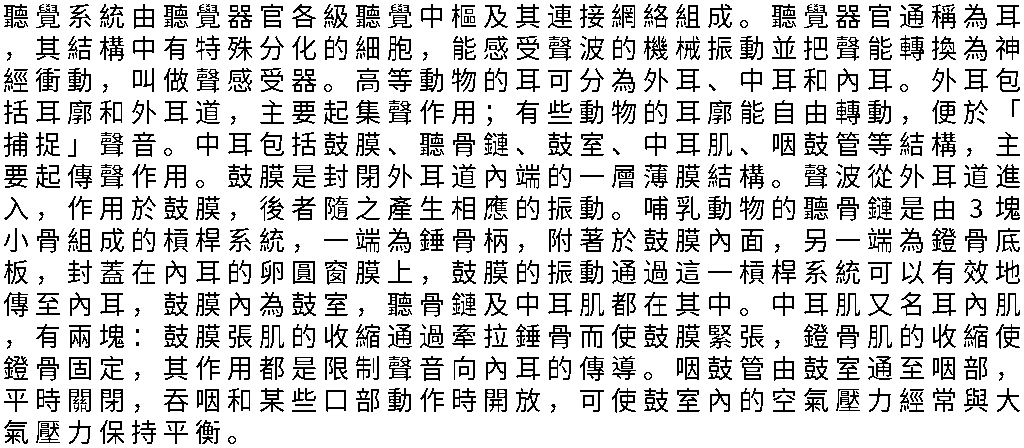 聽覺系統由聽覺器官各級聽覺中樞及其連接網絡組成。聽覺器官通稱為耳
，其結構中有特殊分化的細胞，能感受聲波的機械振動並把聲能轉換為神
經衝動，叫做聲感受器。高等動物的耳可分為外耳、中耳和內耳。外耳包
括耳廓和外耳道，主要起集聲作用；有些動物的耳廓能自由轉動，便於「
捕捉」聲音。中耳包括鼓膜、聽骨鏈、鼓室、中耳肌、咽鼓管等結構，主
要起傳聲作用。鼓膜是封閉外耳道內端的一層薄膜結構。聲波從外耳道進
入，作用於鼓膜，後者隨之產生相應的振動。哺乳動物的聽骨鏈是由3塊
小骨組成的槓桿系統，一端為錘骨柄，附著於鼓膜內面，另一端為鐙骨底
板，封蓋在內耳的卵圓窗膜上，鼓膜的振動通過這一槓桿系統可以有效地
傳至內耳，鼓膜內為鼓室，聽骨鏈及中耳肌都在其中。中耳肌又名耳內肌
，有兩塊：鼓膜張肌的收縮通過牽拉錘骨而使鼓膜緊張，鐙骨肌的收縮使
鐙骨固定，其作用都是限制聲音向內耳的傳導。咽鼓管由鼓室通至咽部，
平時關閉，吞咽和某些口部動作時開放，可使鼓室內的空氣壓力經常與大
氣壓力保持平衡。